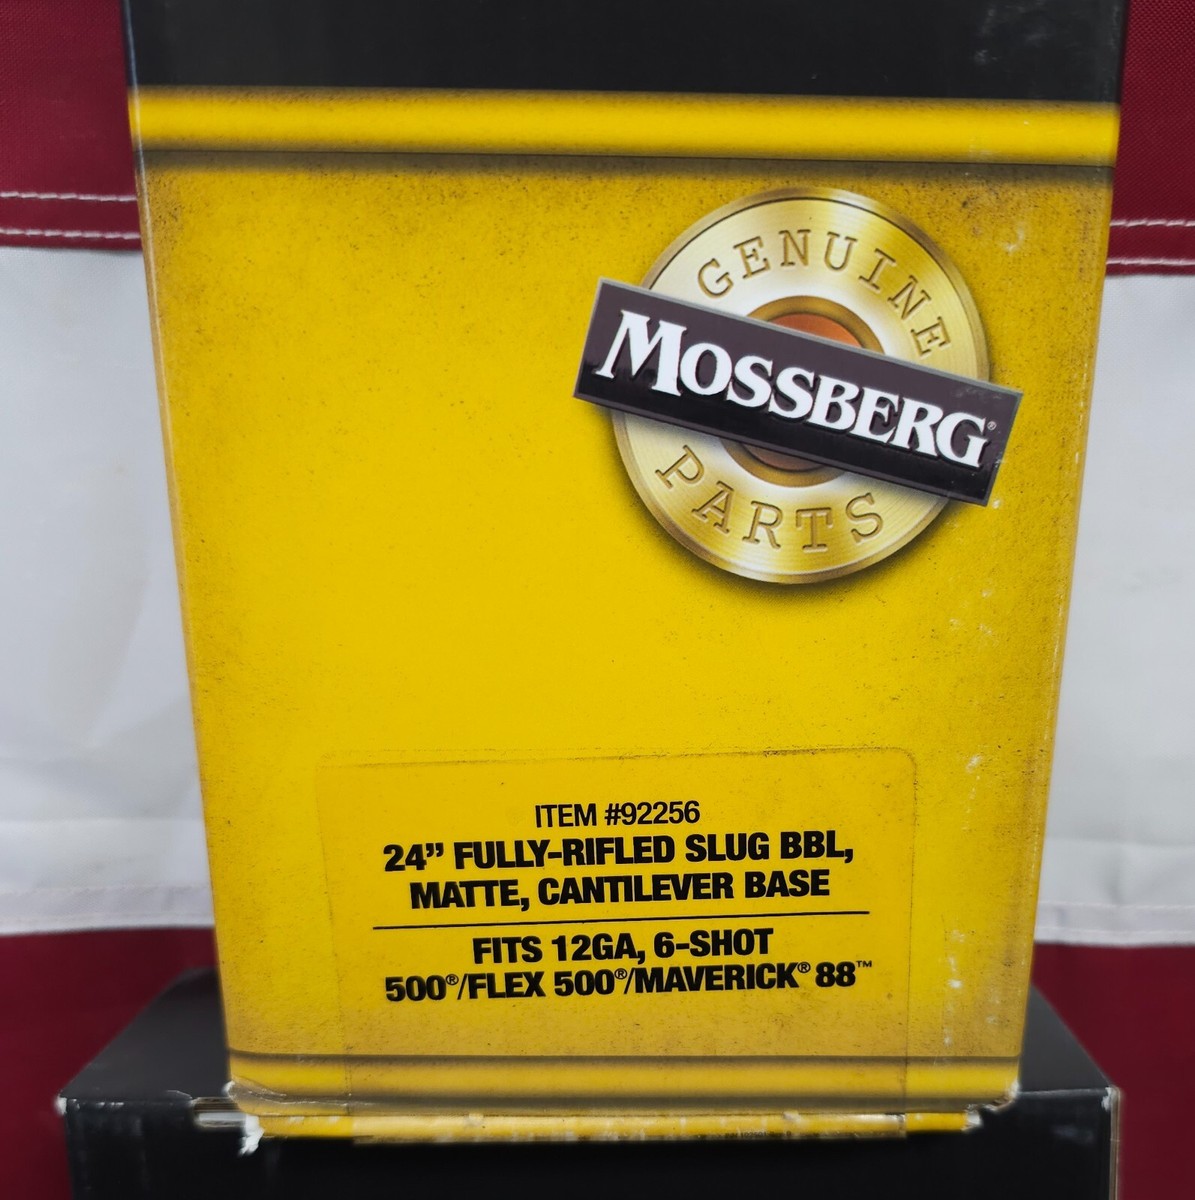 GENUINE
MOSSBERG®
PARTS
ITEM #92256
24” FULLY-RIFLED SLUG BBL,
MATTE, CANTILEVER BASE
FITS 12GA, 6-SHOT
500®/FLEX 500®/MAVERICK® 88™